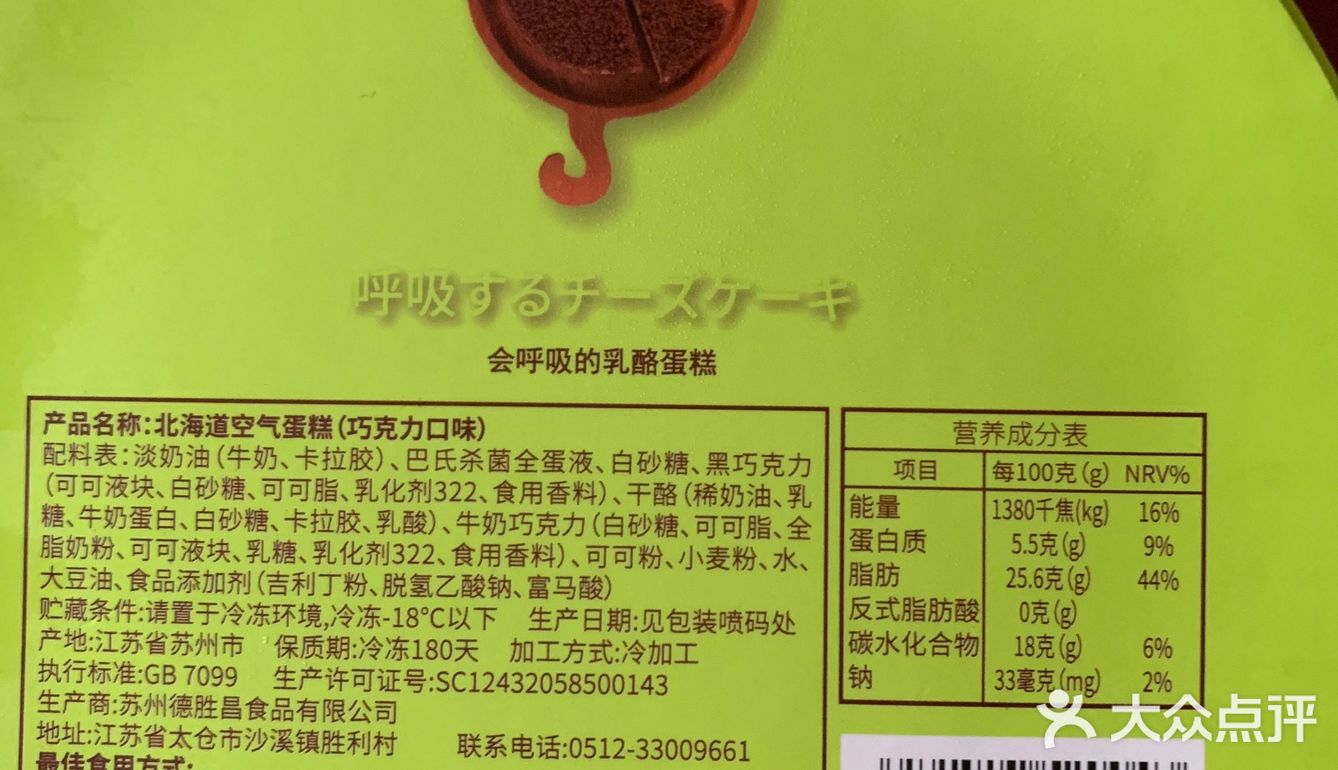 呼吸するチーズケーキ
会呼吸的乳酪蛋糕
产品名称:北海道空气蛋糕(巧克力口味)
配料表:淡奶油(牛奶、卡拉胶)、巴氏杀菌全蛋液、白砂糖、黑巧克力
(可可液块、白砂糖、可可脂、乳化剂322、食用香料)、干酪(稀奶油、乳
糖、牛奶蛋白、白砂糖、卡拉胶、乳酸)、牛奶巧克力(白砂糖、可可脂、全
脂奶粉、可可液块、乳糖、乳化剂322、食用香料)、可可粉、小麦粉、水、
大豆油、食品添加剂(吉利丁粉、脱氢乙酸钠、富马酸)
贮藏条件:请置于冷冻环境,冷冻-18℃以下 生产日期:见包装喷码处
产地:江苏省苏州市 保质期:冷冻180天 加工方式:冷加工
执行标准:GB 7099 生产许可证号:SC12432058500143
生产商:苏州德胜昌食品有限公司
地址:江苏省太仓市沙溪镇胜利村 联系电话:0512-33009661
最佳食用方式:
营养成分表
项目 每100克(g) NRV%
能量 1380千焦(kg) 16%
蛋白质 5.5克(g) 9%
脂肪 25.6克(g) 44%
反式脂肪酸 0克(g)
碳水化合物 18克(g) 6%
钠 33毫克(mg) 2%
大众点评